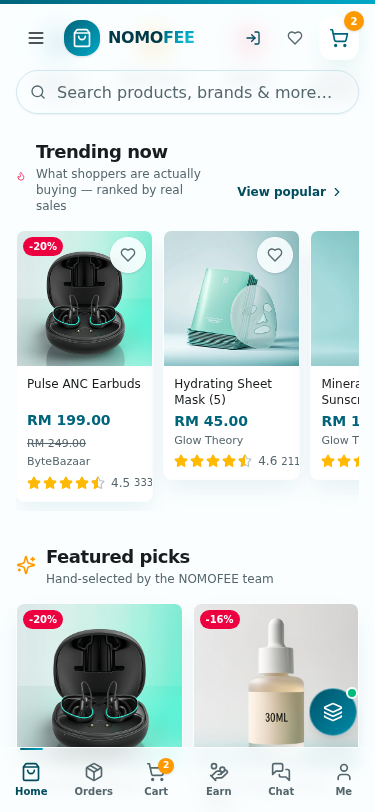 2
NOMOFEE
Search products, brands & more...
Trending now
What shoppers are actually
buying — ranked by real
sales
View popular
-20%
Pulse ANC Earbuds
RM 199.00
RM 249.00
ByteBazaar
4.5 333
Hydrating Sheet
Mask (5)
RM 45.00
Glow Theory
4.6 211
Minera
Sunscr
RM 1
Glow T
Featured picks
Hand-selected by the NOMOFEE team
-20%
-16%
30ML
2
Home
Orders
Cart
Earn
Chat
Me